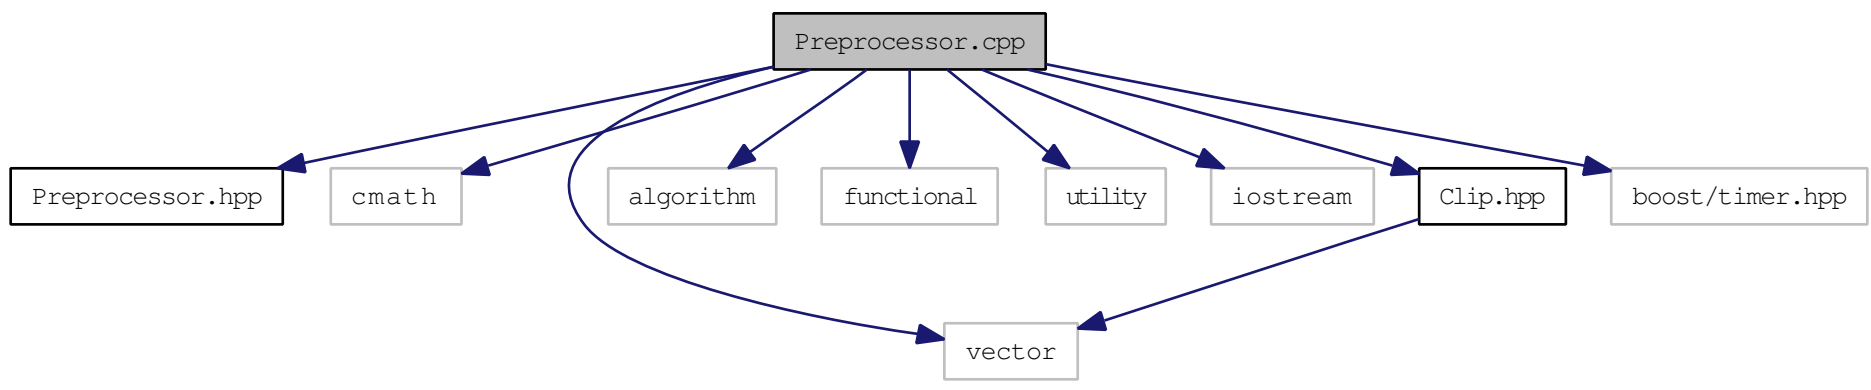 Preprocessor.cpp
Preprocessor.hpp
cmath
algorithm
functional
utility
iostream
Clip.hpp
boost/timer.hpp
vector